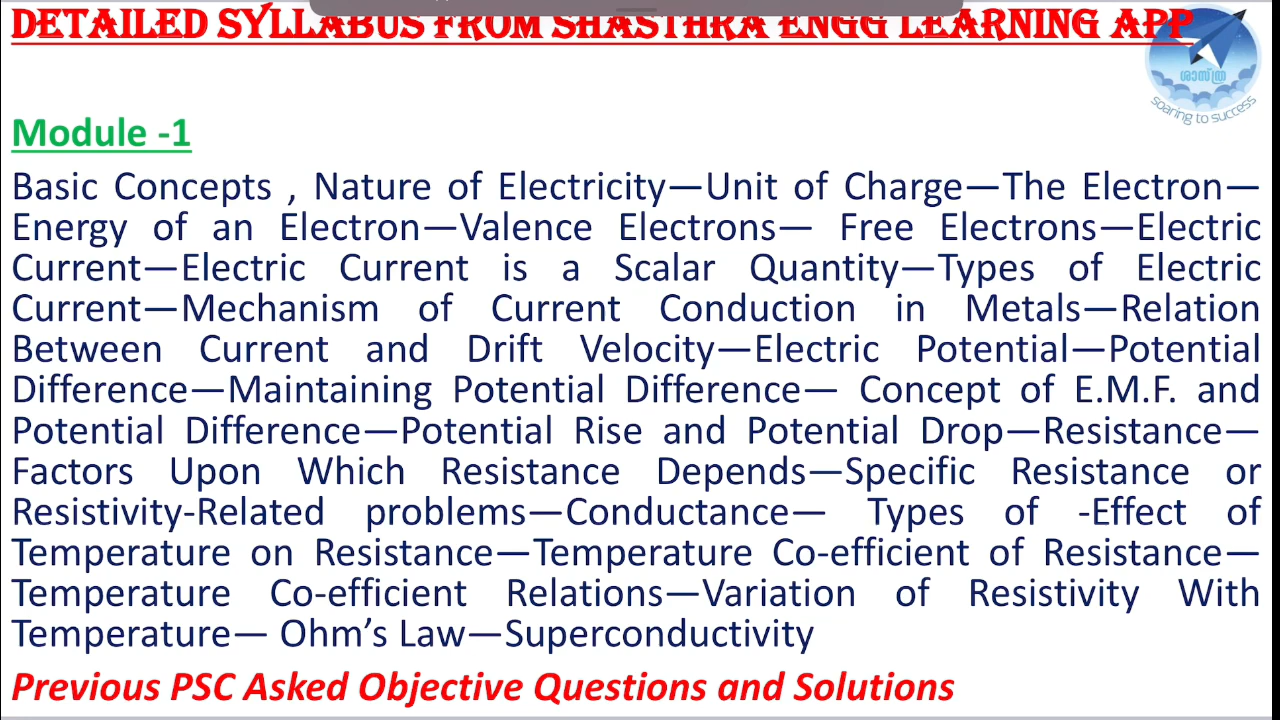 DETAILED SYLLABUS FROM SHASTHRA ENGG LEARNING APP
ശാസ്ത്ര
soaring to success
Module -1
Basic Concepts , Nature of Electricity—Unit of Charge—The Electron—
Energy of an Electron—Valence Electrons— Free Electrons—Electric
Current—Electric Current is a Scalar Quantity—Types of Electric
Current—Mechanism of Current Conduction in Metals—Relation
Between Current and Drift Velocity—Electric Potential—Potential
Difference—Maintaining Potential Difference— Concept of E.M.F. and
Potential Difference—Potential Rise and Potential Drop—Resistance—
Factors Upon Which Resistance Depends—Specific Resistance or
Resistivity-Related problems—Conductance— Types of -Effect of
Temperature on Resistance—Temperature Co-efficient of Resistance—
Temperature Co-efficient Relations—Variation of Resistivity With
Temperature— Ohm’s Law—Superconductivity
Previous PSC Asked Objective Questions and Solutions